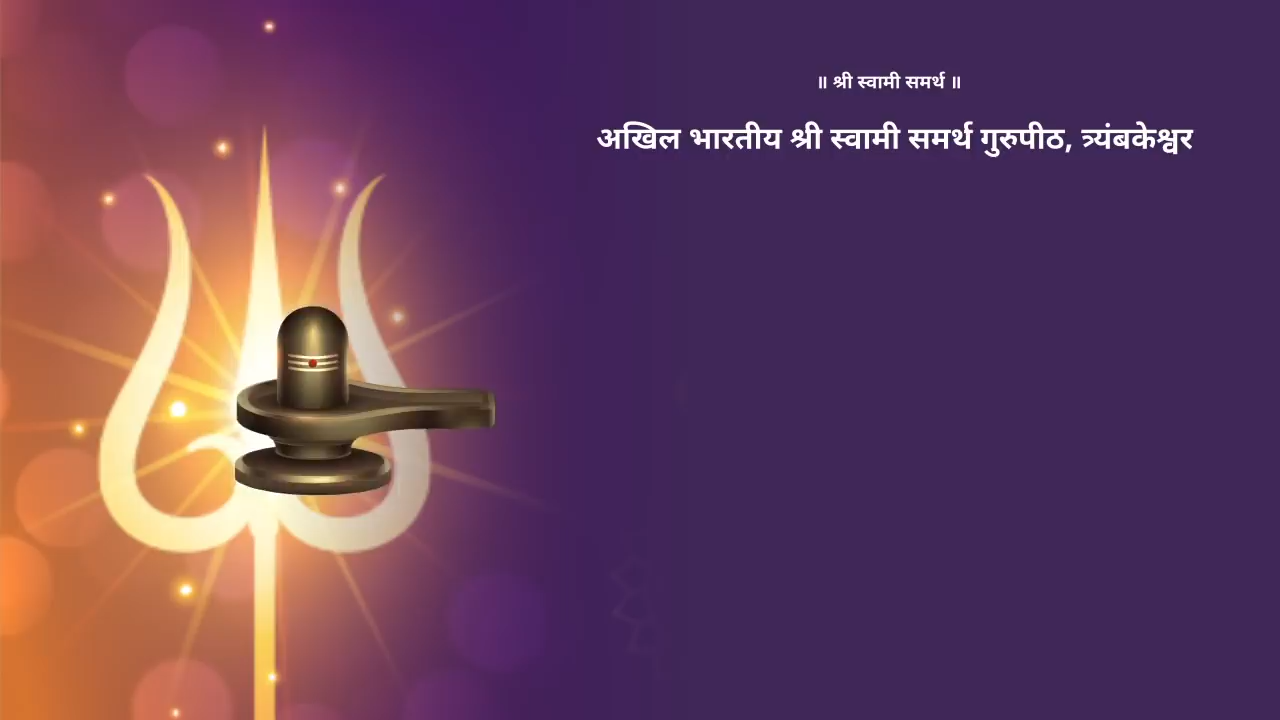 ॥ श्री स्वामी समर्थ ॥
अखिल भारतीय श्री स्वामी समर्थ गुरुपीठ, त्र्यंबकेश्वर